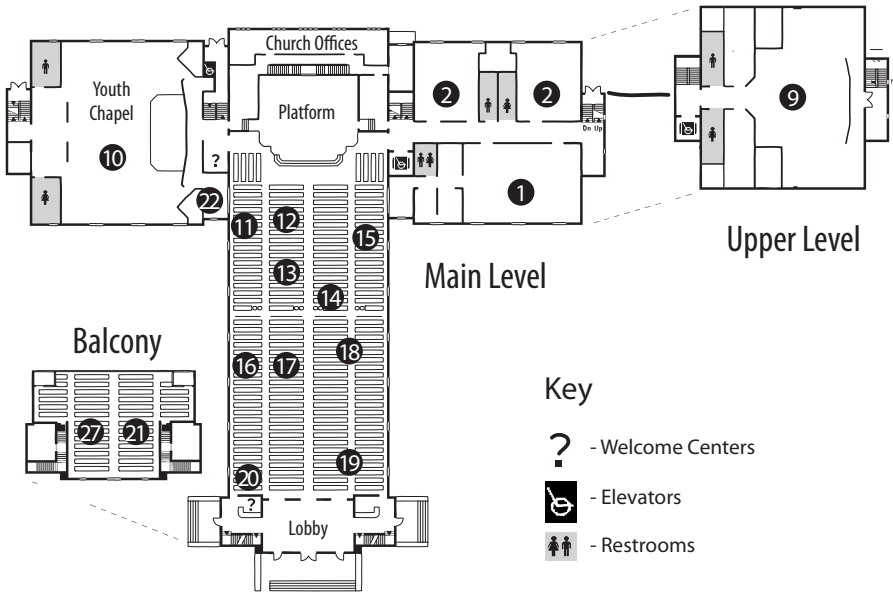 Church Offices
Youth
Chapel
Platform
2
2
9
10
?
Dn Up
1
22
11
12
15
13
14
Upper Level
Main Level
Balcony
16
17
18
27
21
19
20
?
Lobby
Key
? - Welcome Centers
- Elevators
- Restrooms